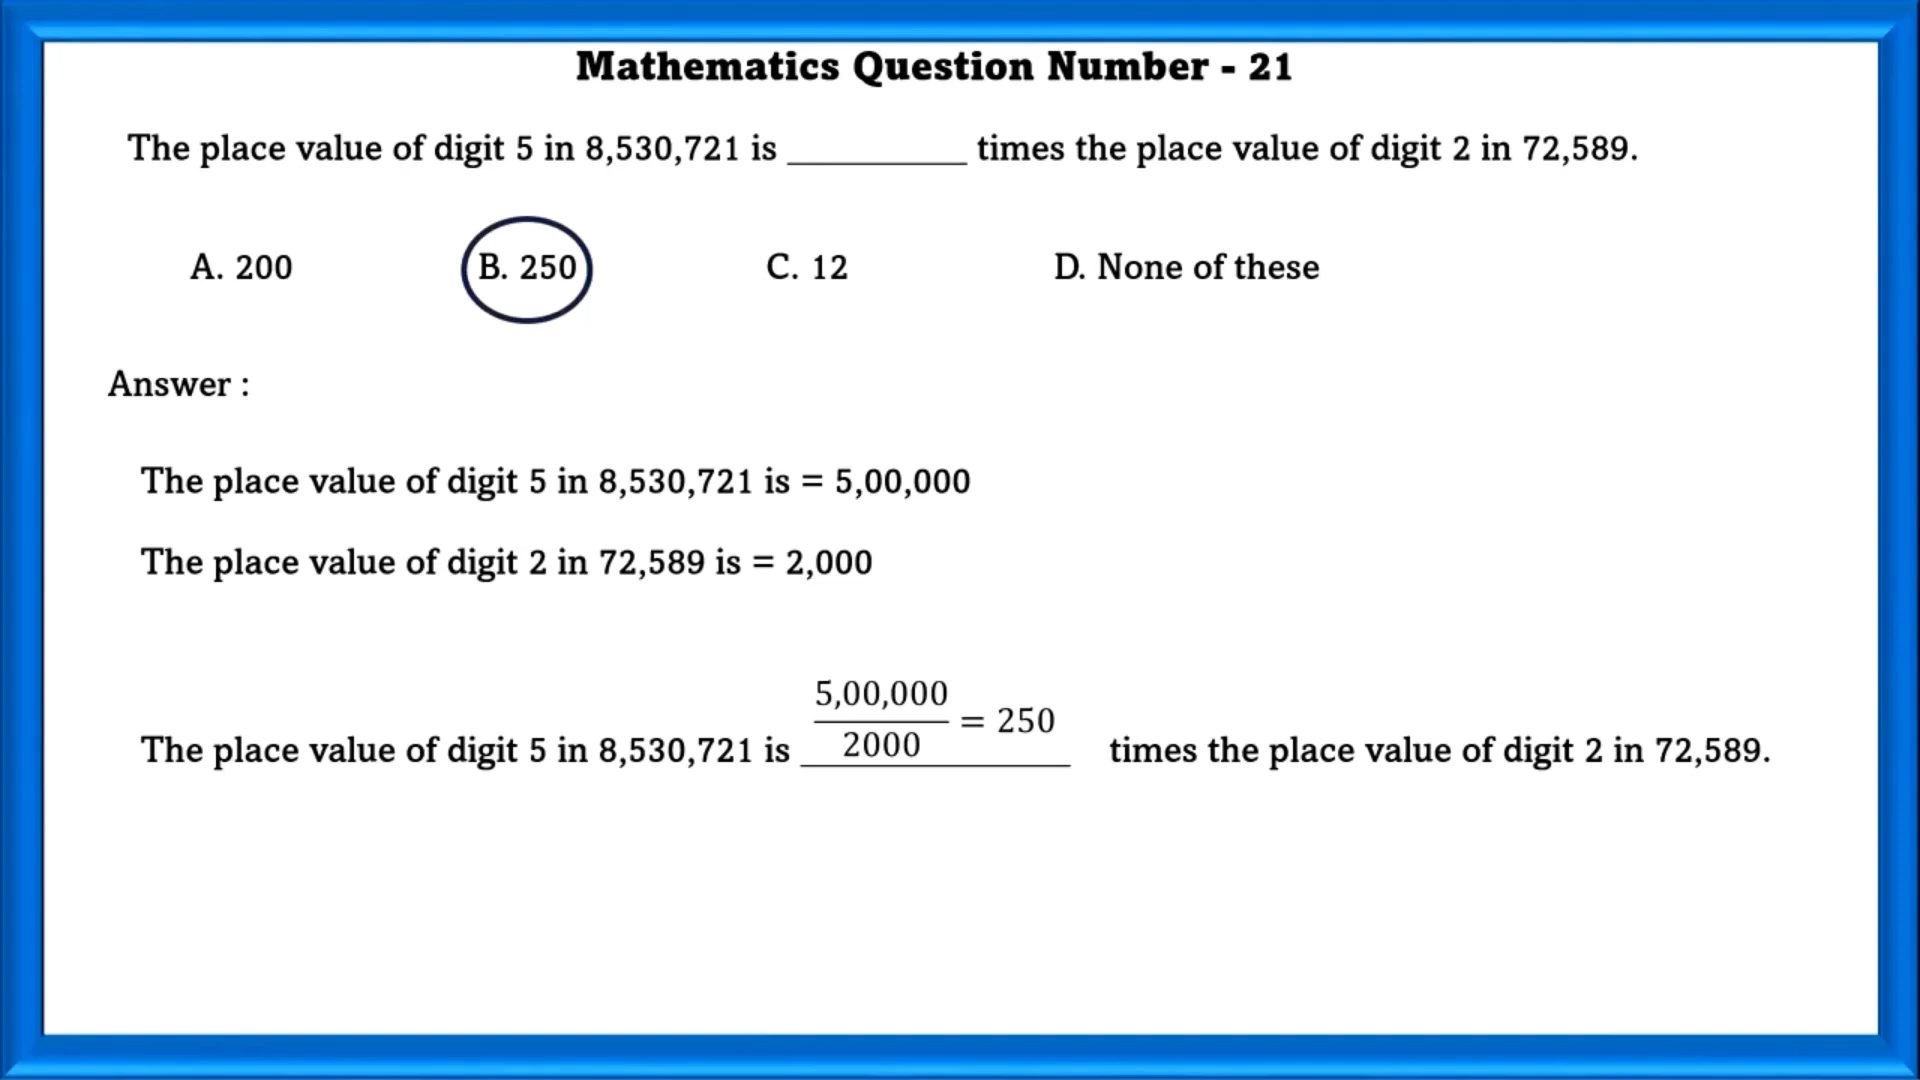 Mathematics Question Number - 21
The place value of digit 5 in 8,530,721 is __________ times the place value of digit 2 in 72,589.
A. 200 B. 250 C. 12 D. None of these
Answer :
The place value of digit 5 in 8,530,721 is = 5,00,000
The place value of digit 2 in 72,589 is = 2,000
5,00,000
= 250
2000
The place value of digit 5 in 8,530,721 is _______________ times the place value of digit 2 in 72,589.